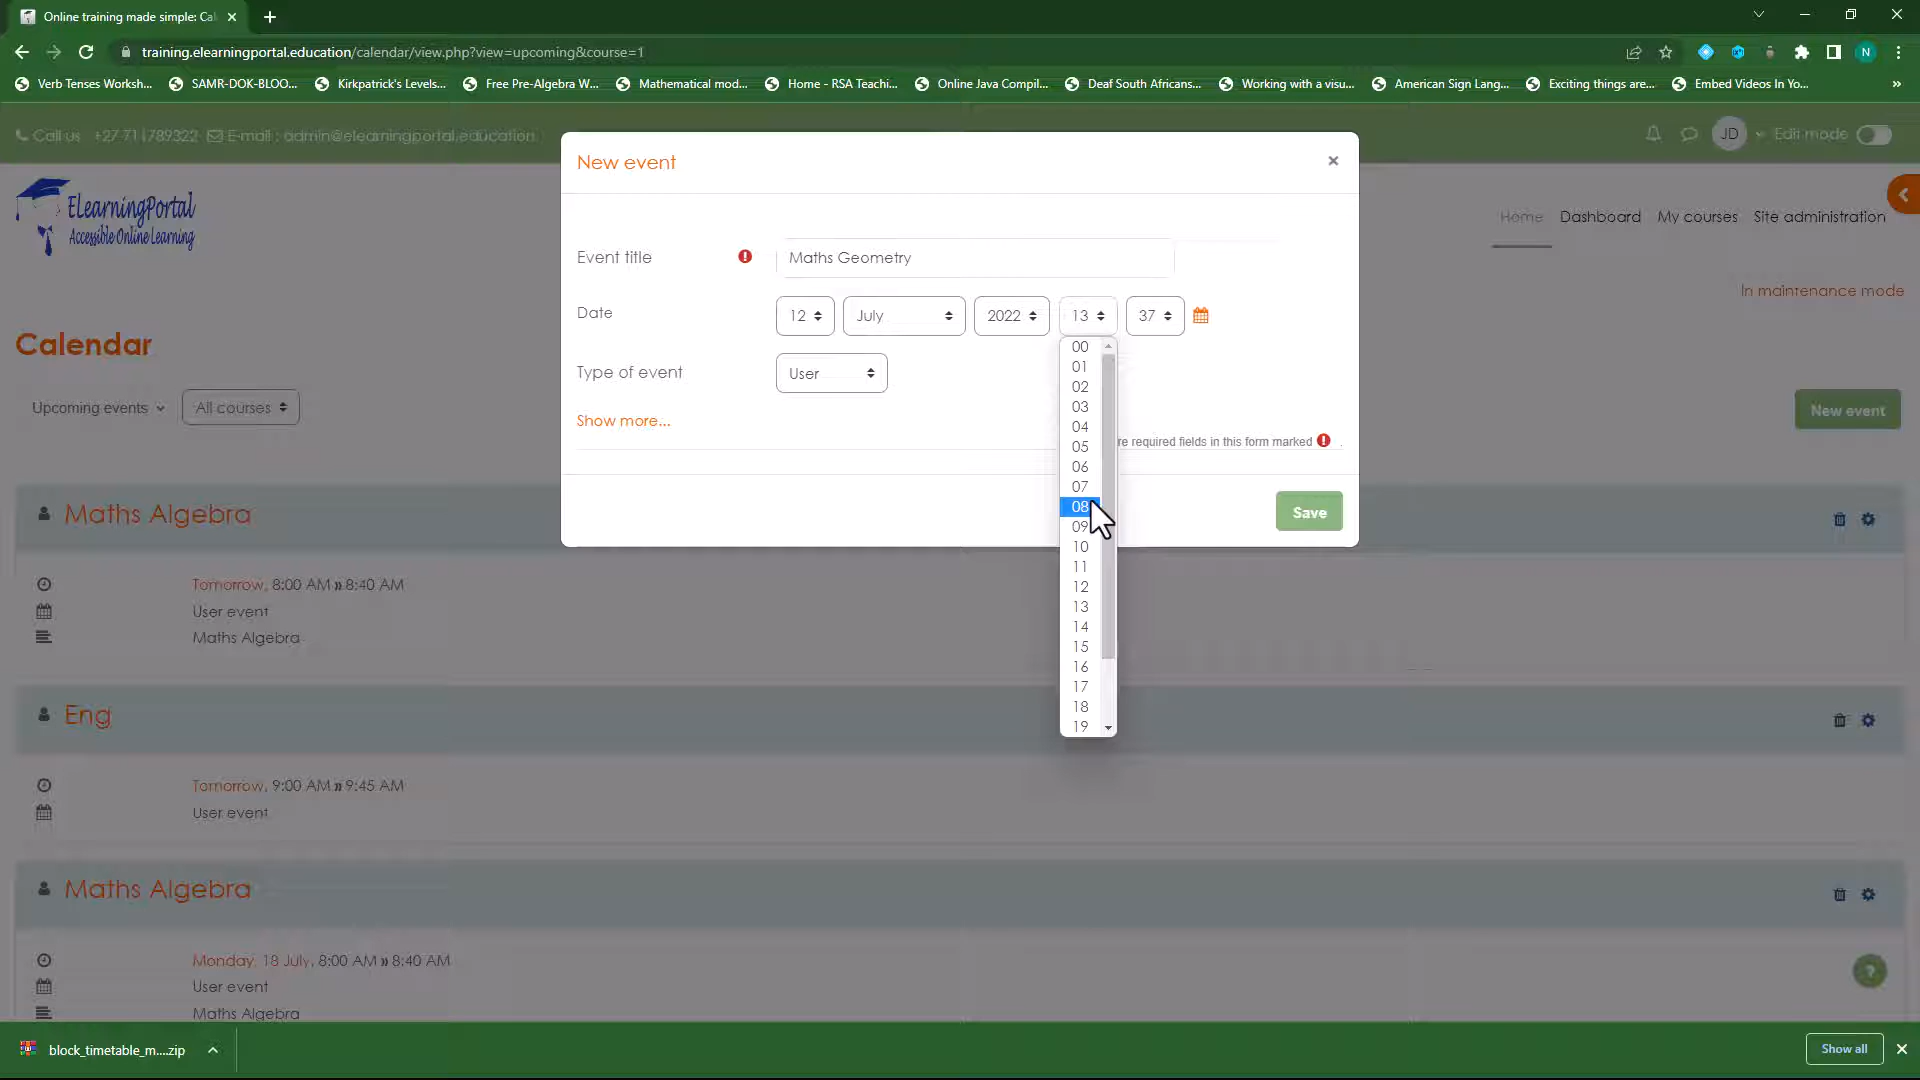 Online training made simple: Cal
training.elearningportal.education/calendar/view.php?view=upcoming&course=1
N
Verb Tenses Worksh...
SAMR-DOK-BLOO...
Kirkpatrick's Levels...
Free Pre-Algebra W...
Mathematical mod...
Home - RSA Teachi...
Online Java Compil...
Deaf South Africans...
Working with a visu...
American Sign Lang...
Exciting things are...
Embed Videos In Yo...
»
Call us +27 711789322 E-mail : admin@elearningportal.education
JD Edit mode
ElearningPortal
Accessible Online Learning
Home Dashboard My courses Site administration
In maintenance mode
Calendar
Upcoming events All courses
New event
New event
×
Event title Maths Geometry
Date 12 July 2022 13 37
Type of event User
Show more...
re required fields in this form marked .
Save
00
01
02
03
04
05
06
07
08
09
10
11
12
13
14
15
16
17
18
19
Maths Algebra
Tomorrow, 8:00 AM » 8:40 AM
User event
Maths Algebra
Eng
Tomorrow, 9:00 AM » 9:45 AM
User event
Maths Algebra
Monday, 18 July, 8:00 AM » 8:40 AM
User event
Maths Algebra
?
block_timetable_m....zip
Show all